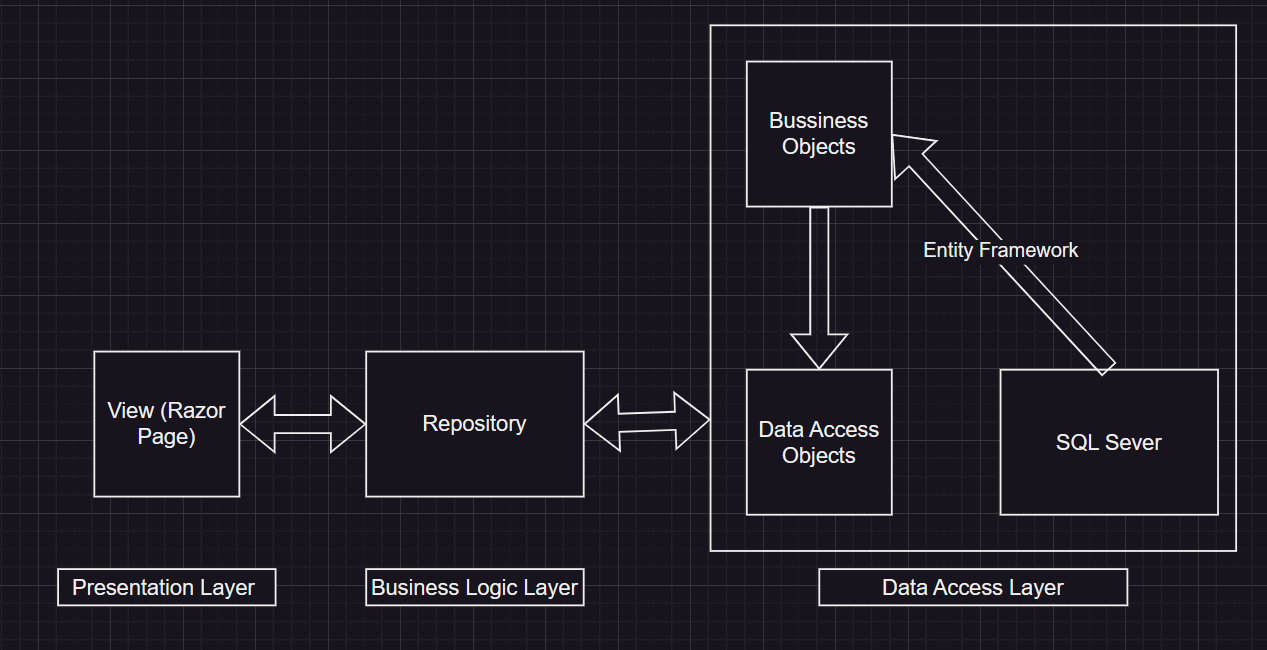 Bussiness
Objects
Entity Framework
View (Razor
Page)
Repository
Data Access
Objects
SQL Sever
Presentation Layer
Business Logic Layer
Data Access Layer